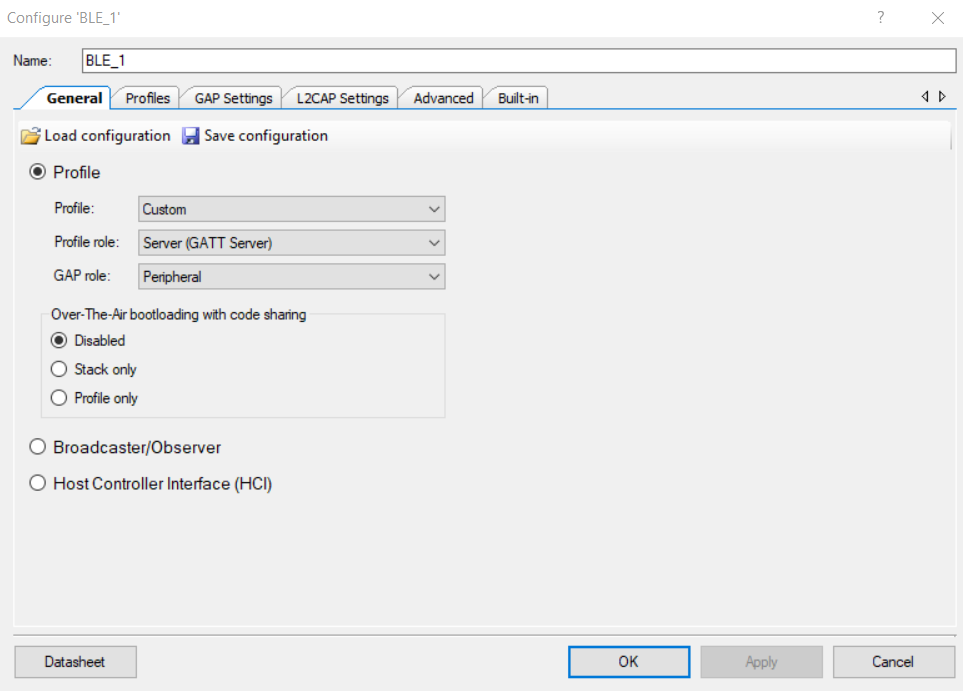 Configure 'BLE_1'
?
Name: BLE_1
General Profiles GAP Settings L2CAP Settings Advanced Built-in
Load configuration Save configuration
Profile
Profile: Custom
Profile role: Server (GATT Server)
GAP role: Peripheral
Over-The-Air bootloading with code sharing
Disabled
Stack only
Profile only
Broadcaster/Observer
Host Controller Interface (HCI)
Datasheet OK Apply Cancel